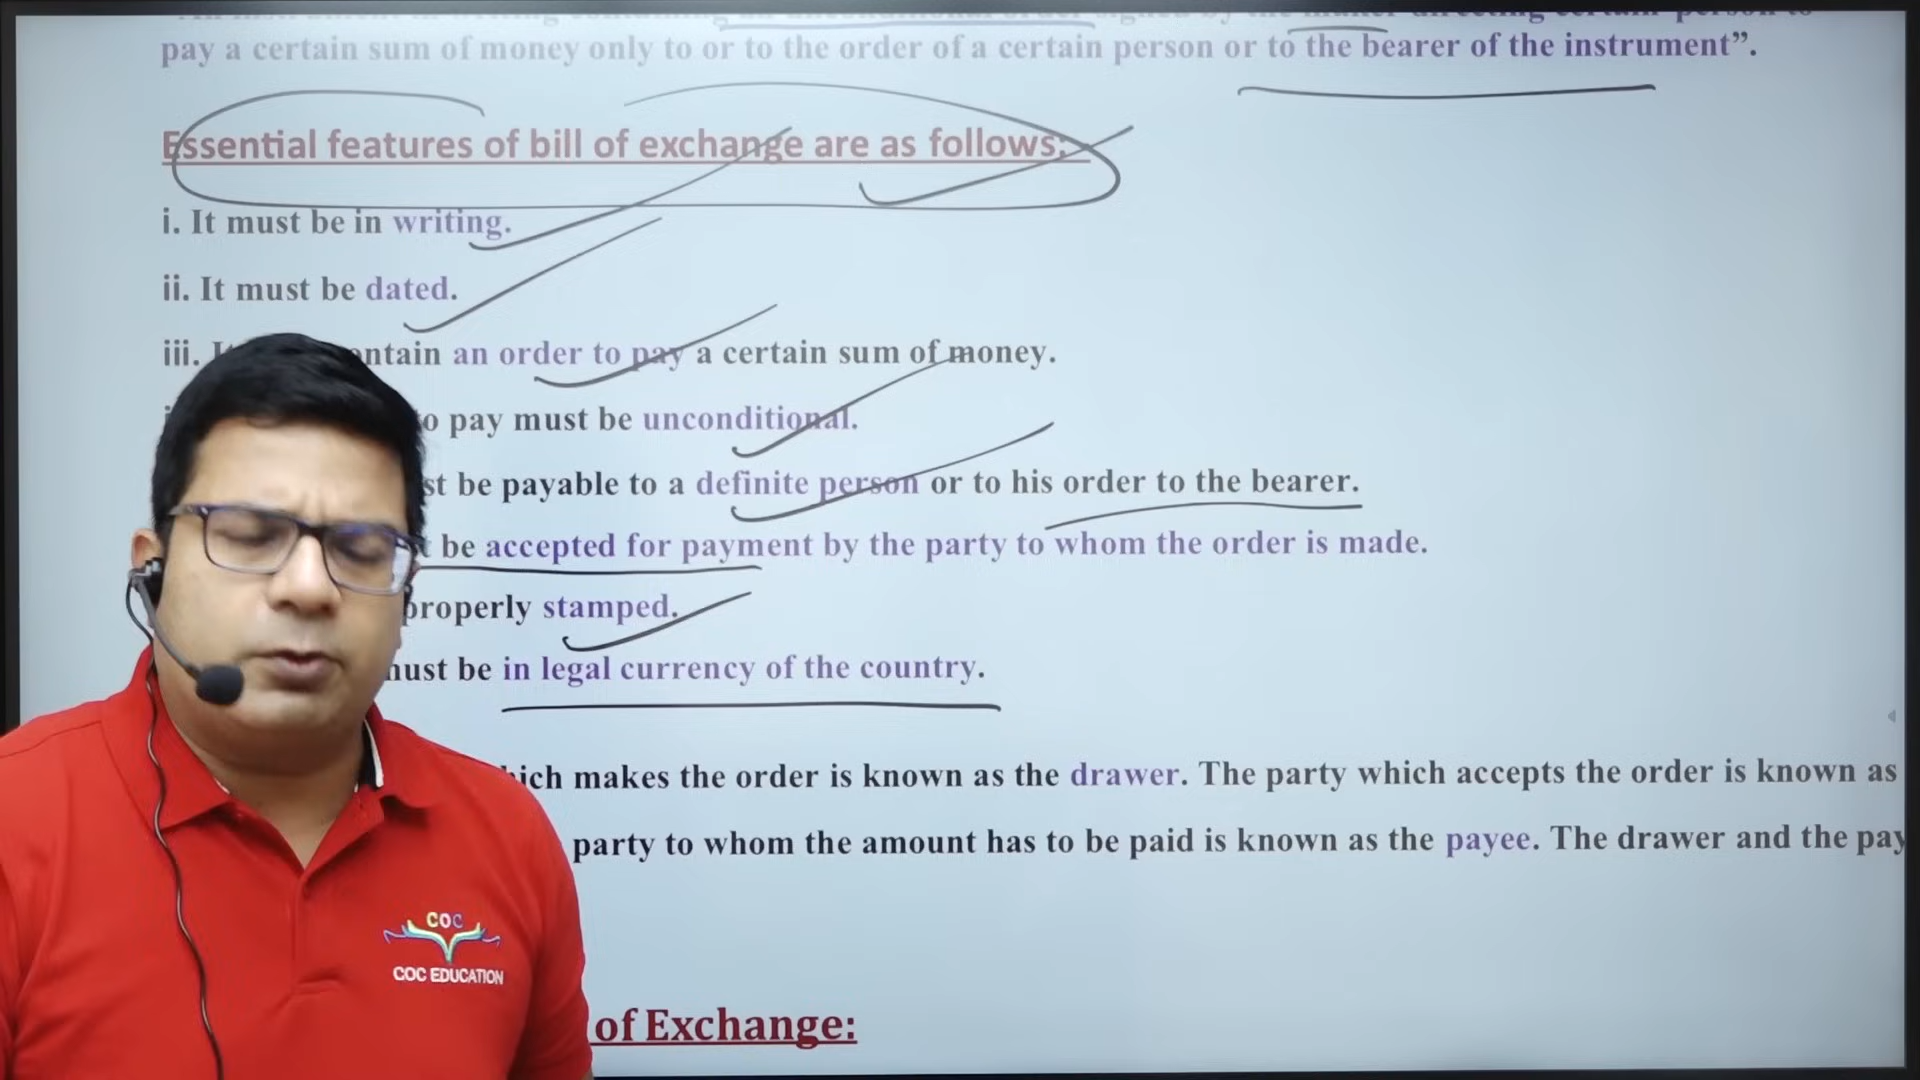 pay a certain sum of money only to or to the order of a certain person or to the bearer of the instrument”.
Essential features of bill of exchange are as follows:
i. It must be in writing.
ii. It must be dated.
iii. an order to pay a certain sum of money.
pay must be unconditional.
be payable to a definite person or to his order to the bearer.
be accepted for payment by the party to whom the order is made.
properly stamped.
must be in legal currency of the country.
makes the order is known as the drawer. The party which accepts the order is known as
party to whom the amount has to be paid is known as the payee. The drawer and the
COC
COC EDUCATION
of Exchange: